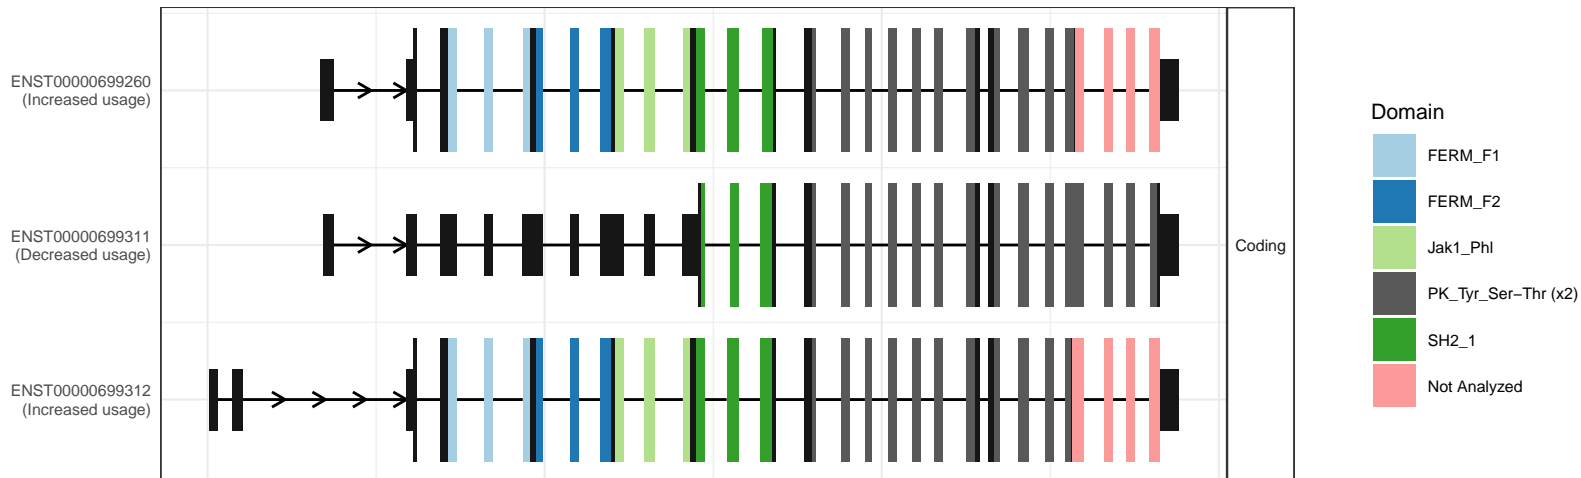 ENST00000699260
(Increased usage)
ENST00000699311
(Decreased usage)
ENST00000699312
(Increased usage)
Coding
Domain
FERM_F1
FERM_F2
Jak1_Phl
PK_Tyr_Ser−Thr (x2)
SH2_1
Not Analyzed